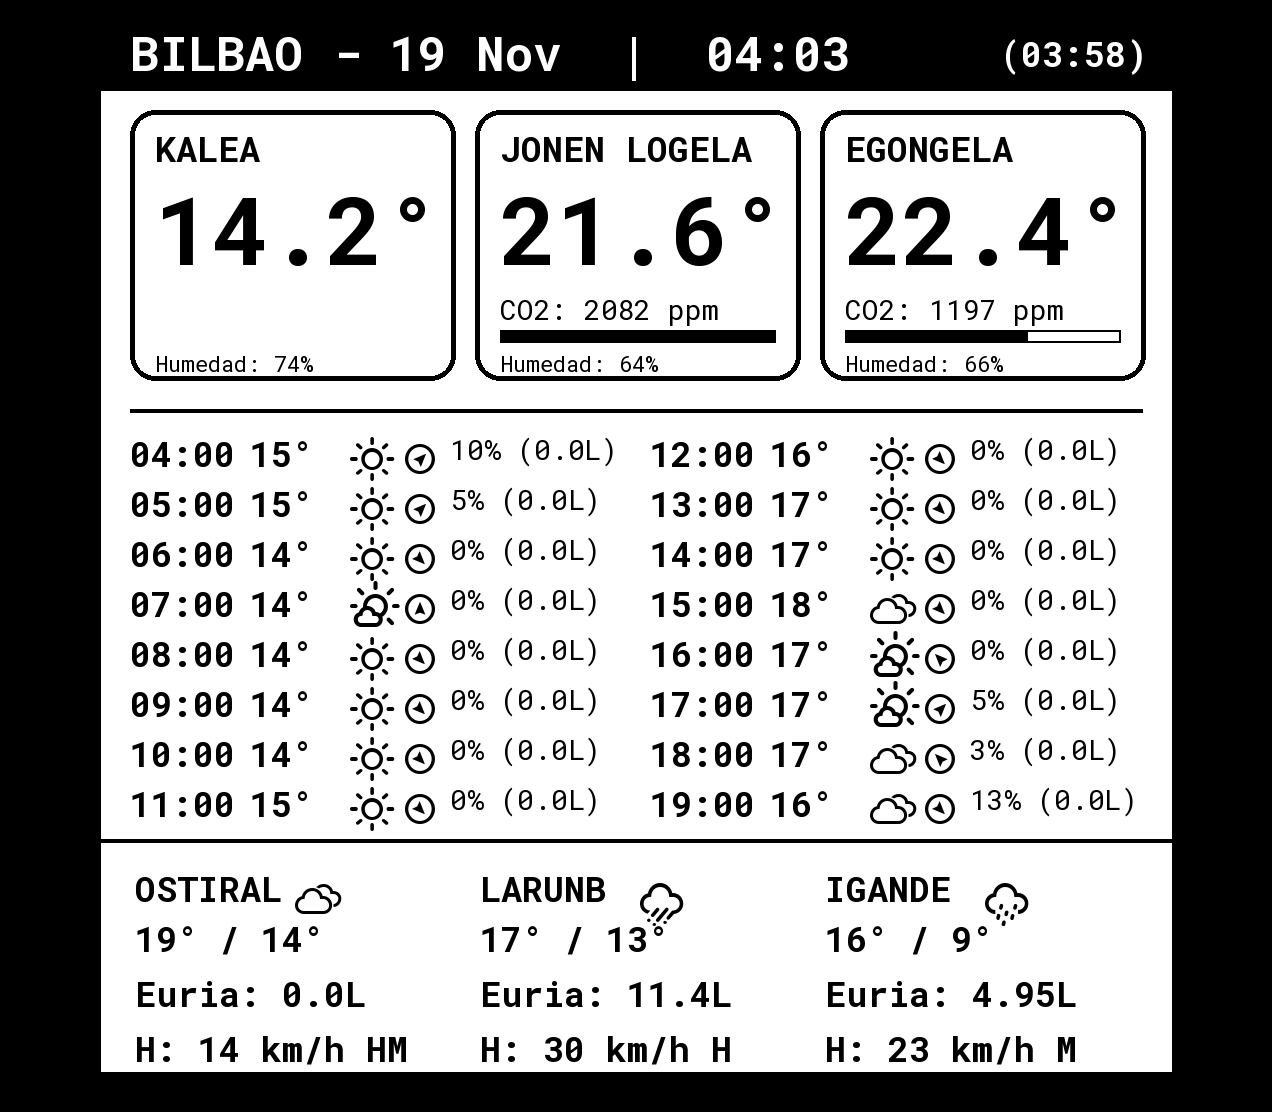 BILBAO - 19 Nov | 04:03 (03:58)
KALEA
14.2°
Humedad: 74%
JONEN LOGELA
21.6°
CO2: 2082 ppm
Humedad: 64%
EGONGELA
22.4°
CO2: 1197 ppm
Humedad: 66%
04:00 15° 10% (0.0L)
05:00 15° 5% (0.0L)
06:00 14° 0% (0.0L)
07:00 14° 0% (0.0L)
08:00 14° 0% (0.0L)
09:00 14° 0% (0.0L)
10:00 14° 0% (0.0L)
11:00 15° 0% (0.0L)
12:00 16° 0% (0.0L)
13:00 17° 0% (0.0L)
14:00 17° 0% (0.0L)
15:00 18° 0% (0.0L)
16:00 17° 0% (0.0L)
17:00 17° 5% (0.0L)
18:00 17° 3% (0.0L)
19:00 16° 13% (0.0L)
OSTIRAL
19° / 14°
Euria: 0.0L
H: 14 km/h HM
LARUNB
17° / 13°
Euria: 11.4L
H: 30 km/h H
IGANDE
16° / 9°
Euria: 4.95L
H: 23 km/h M